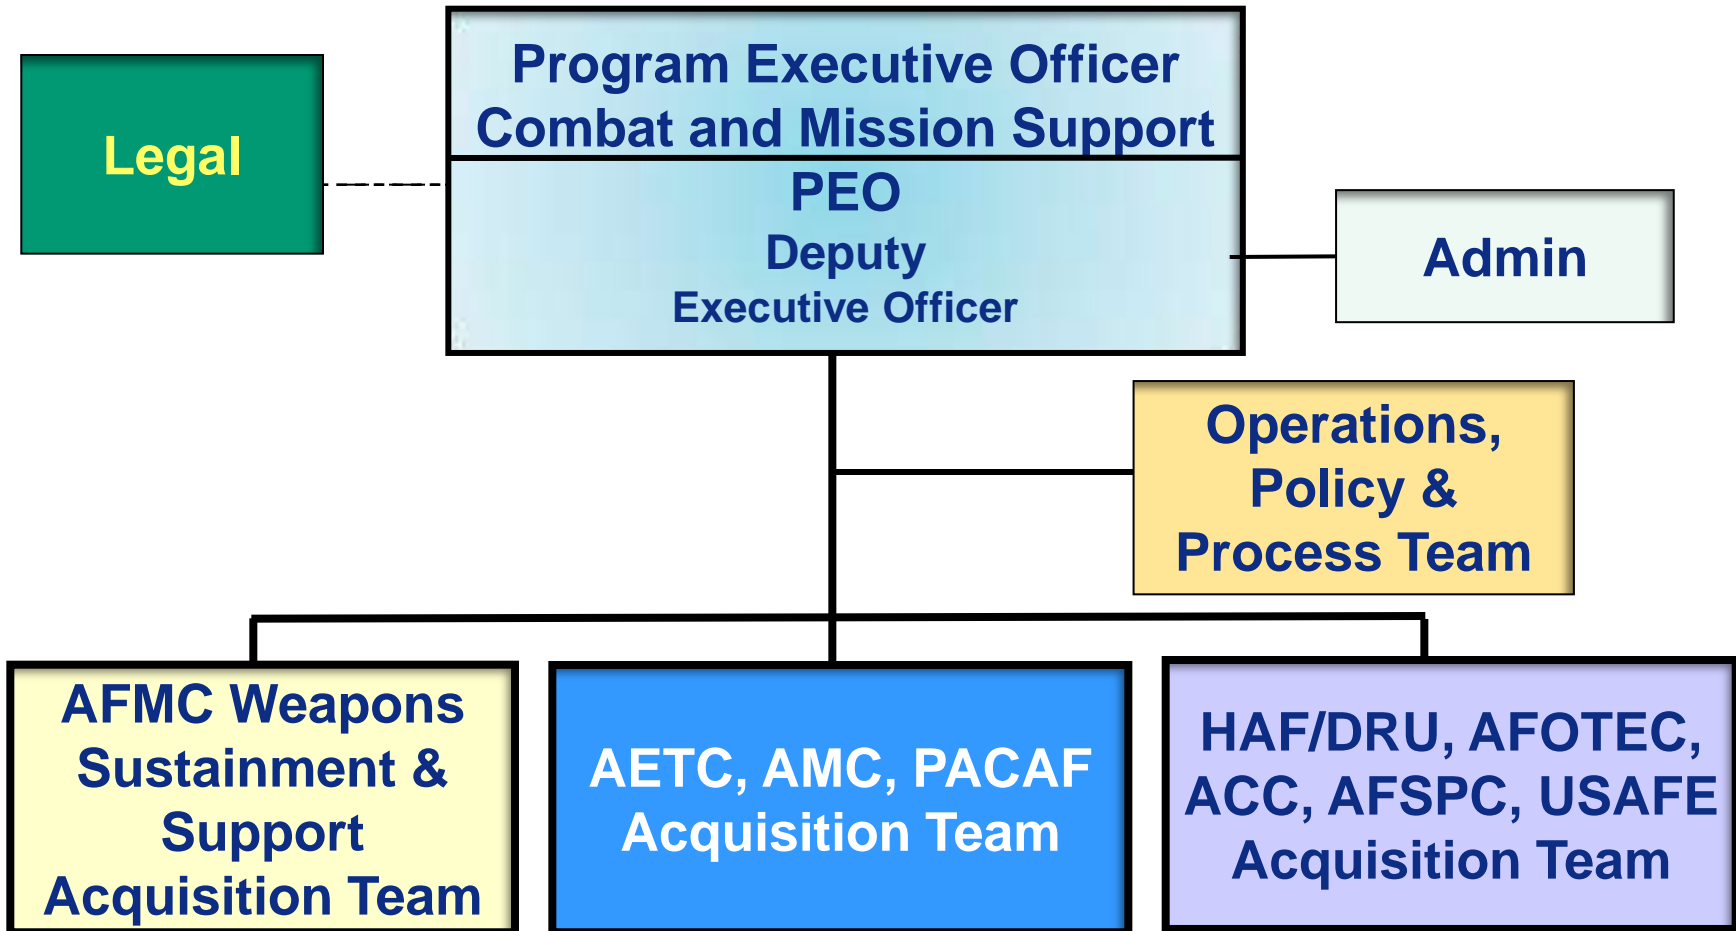 Program Executive Officer
Combat and Mission Support
Legal
PEO
Deputy
Executive Officer
Admin
Operations,
Policy &
Process Team
AFMC Weapons
Sustainment &
Support
Acquisition Team
AETC, AMC, PACAF
Acquisition Team
HAF/DRU, AFOTEC,
ACC, AFSPC, USAFE
Acquisition Team